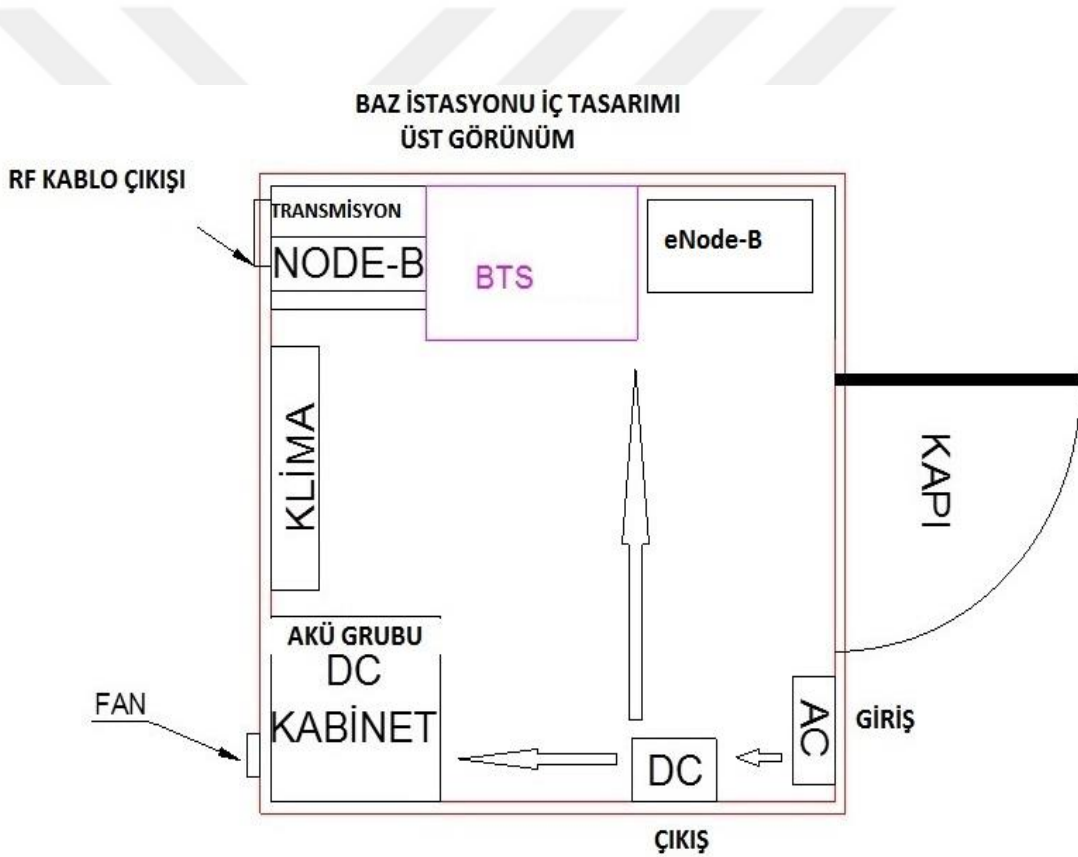 BAZ İSTASYONU İÇ TASARIMI
ÜST GÖRÜNÜM
RF KABLO ÇIKIŞI
TRANSMİSYON
NODE-B
BTS
eNode-B
KLİMA
KAPI
AKÜ GRUBU
DC
KABİNET
FAN
AC
GİRİŞ
DC
ÇIKIŞ